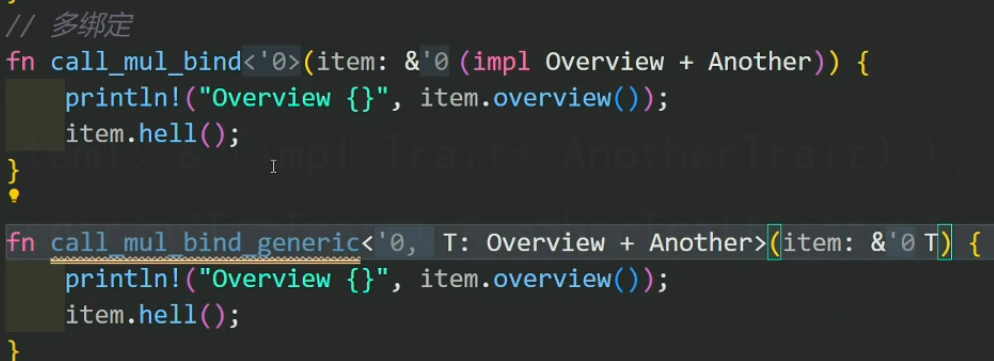 // 多绑定
fn call_mul_bind<'0>(item: &'0 (impl Overview + Another)) {
println!("Overview {}", item.overview());
item.hell();
}
fn call_mul_bind_generic<'0, T: Overview + Another>(item: &'0 T) {
println!("Overview {}", item.overview());
item.hell();
}